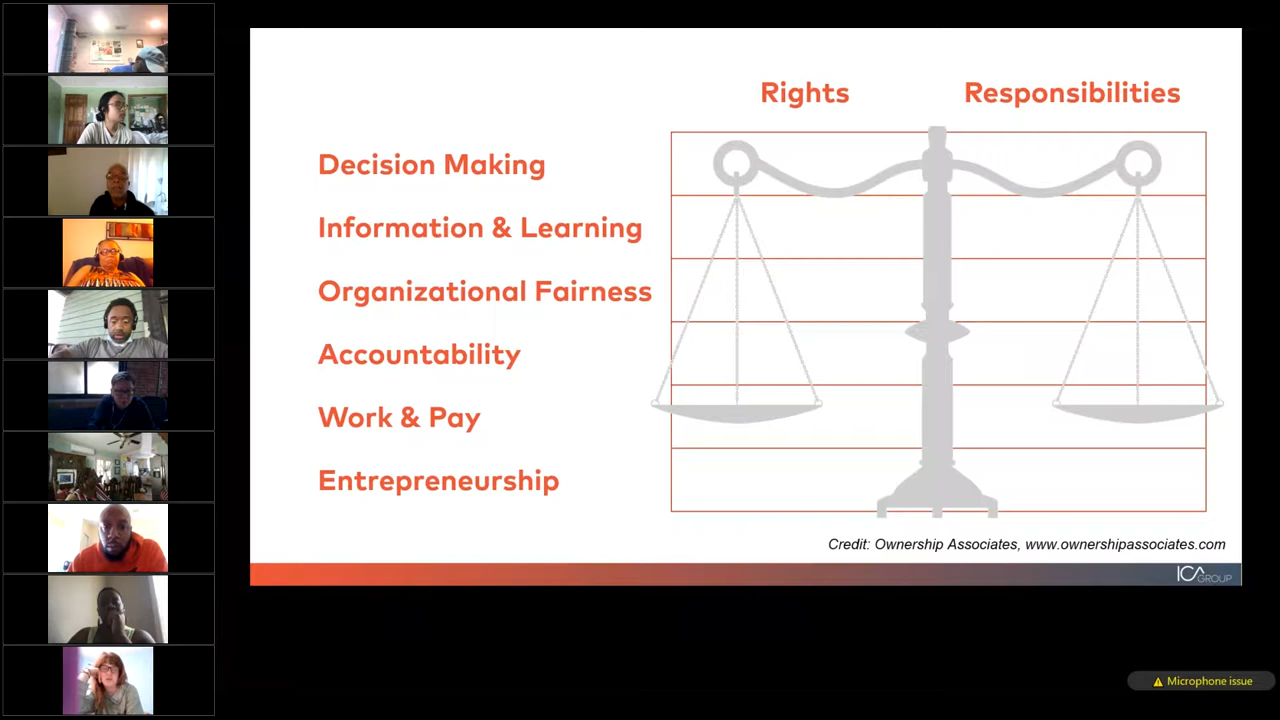 Rights Responsibilities
Decision Making
Information & Learning
Organizational Fairness
Accountability
Work & Pay
Entrepreneurship
Credit: Ownership Associates, www.ownershipassociates.com
ICA GROUP
Microphone issue